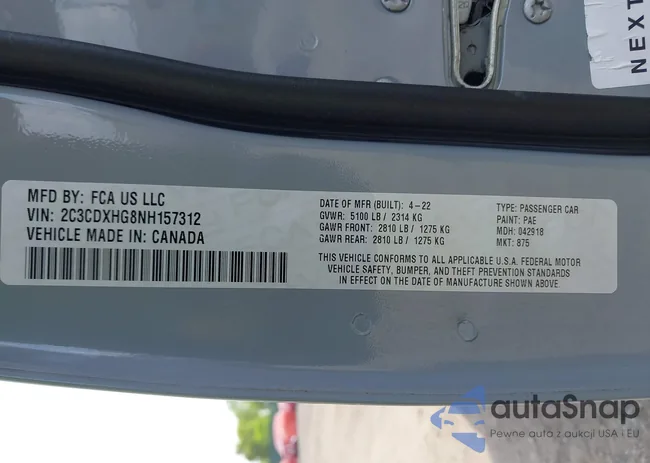 NEXT
MFD BY: FCA US LLC
VIN: 2C3CDXHG8NH157312
VEHICLE MADE IN: CANADA
DATE OF MFR (BUILT): 4-22
GVWR: 5100 LB / 2314 KG
GAWR FRONT: 2810 LB / 1275 KG
GAWR REAR: 2810 LB / 1275 KG
TYPE: PASSENGER CAR
PAINT: PAE
MDH: 042918
MKT: 875
THIS VEHICLE CONFORMS TO ALL APPLICABLE U.S.A. FEDERAL MOTOR
VEHICLE SAFETY, BUMPER, AND THEFT PREVENTION STANDARDS
IN EFFECT ON THE DATE OF MANUFACTURE SHOWN ABOVE
autoSnap
Pewne auta z aukcji USA i EU